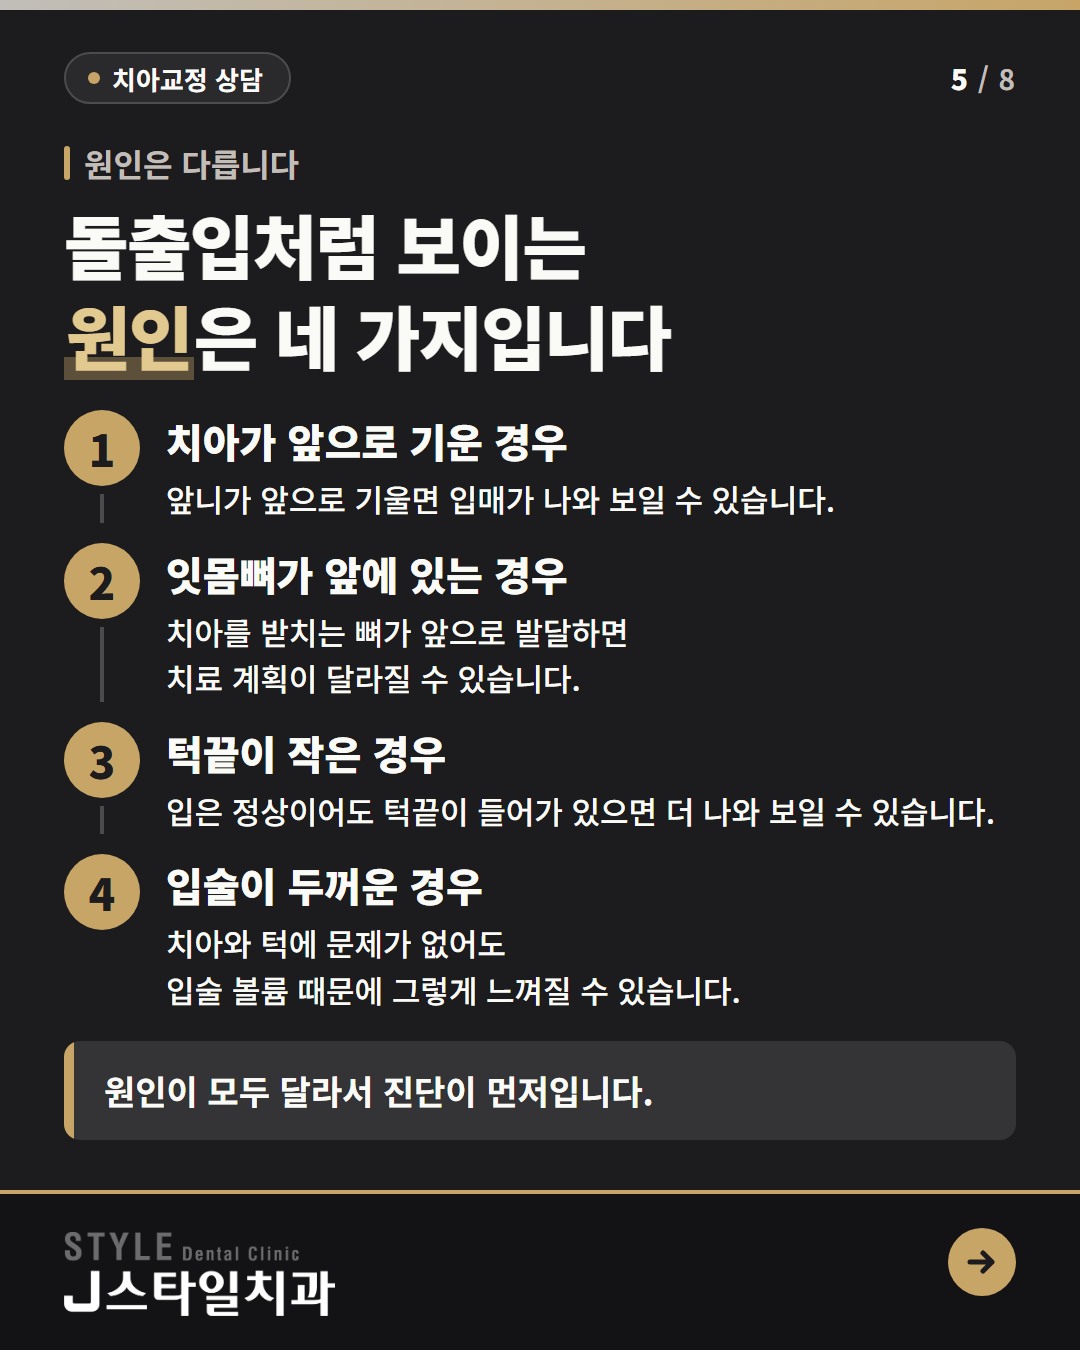 치아교정 상담
5 / 8
원인은 다릅니다
돌출입처럼 보이는
원인은 네 가지입니다
1 치아가 앞으로 기운 경우
앞니가 앞으로 기울면 입매가 나와 보일 수 있습니다.
2 잇몸뼈가 앞에 있는 경우
치아를 받치는 뼈가 앞으로 발달하면
치료 계획이 달라질 수 있습니다.
3 턱끝이 작은 경우
입은 정상이어도 턱끝이 들어가 있으면 더 나와 보일 수 있습니다.
4 입술이 두꺼운 경우
치아와 턱에 문제가 없어도
입술 볼륨 때문에 그렇게 느껴질 수 있습니다.
원인이 모두 달라서 진단이 먼저입니다.
STYLE Dental Clinic
J스타일치과